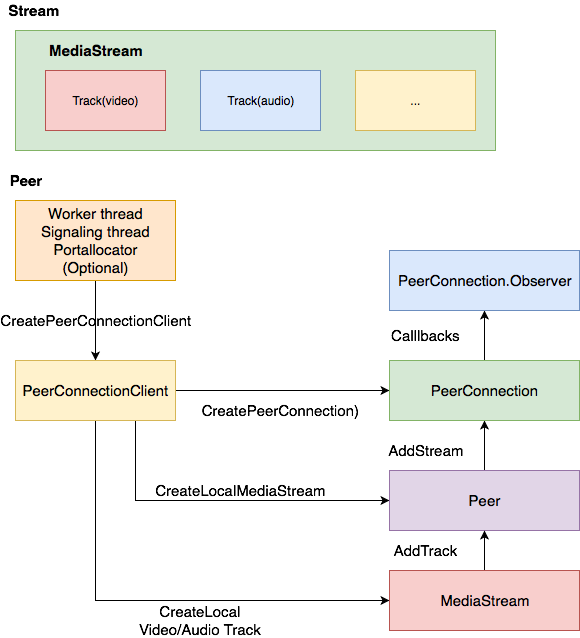 Stream
MediaStream
Track(video)
Track(audio)
...
Peer
Worker thread
Signaling thread
Portallocator
(Optional)
PeerConnection.Observer
CreatePeerConnectionClient
Calllbacks
PeerConnectionClient
PeerConnection
CreatePeerConnection)
AddStream
CreateLocalMediaStream
Peer
AddTrack
MediaStream
CreateLocal
Video/Audio Track